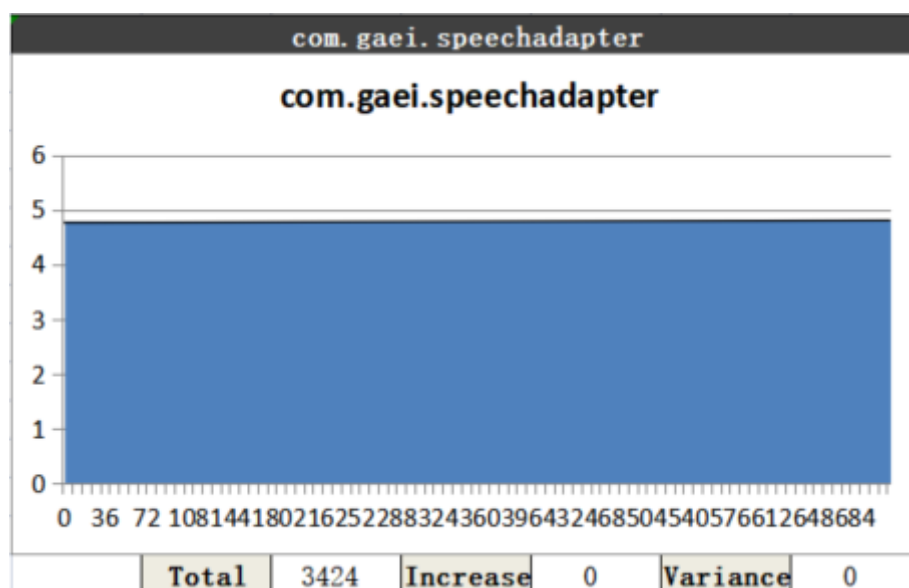 com.gaei.speechadapter
com.gaei.speechadapter
6
5
4
3
2
1
0
0 36 72 108144180216252288324360396432468504540576612648684
Total 3424 Increase 0 Variance 0